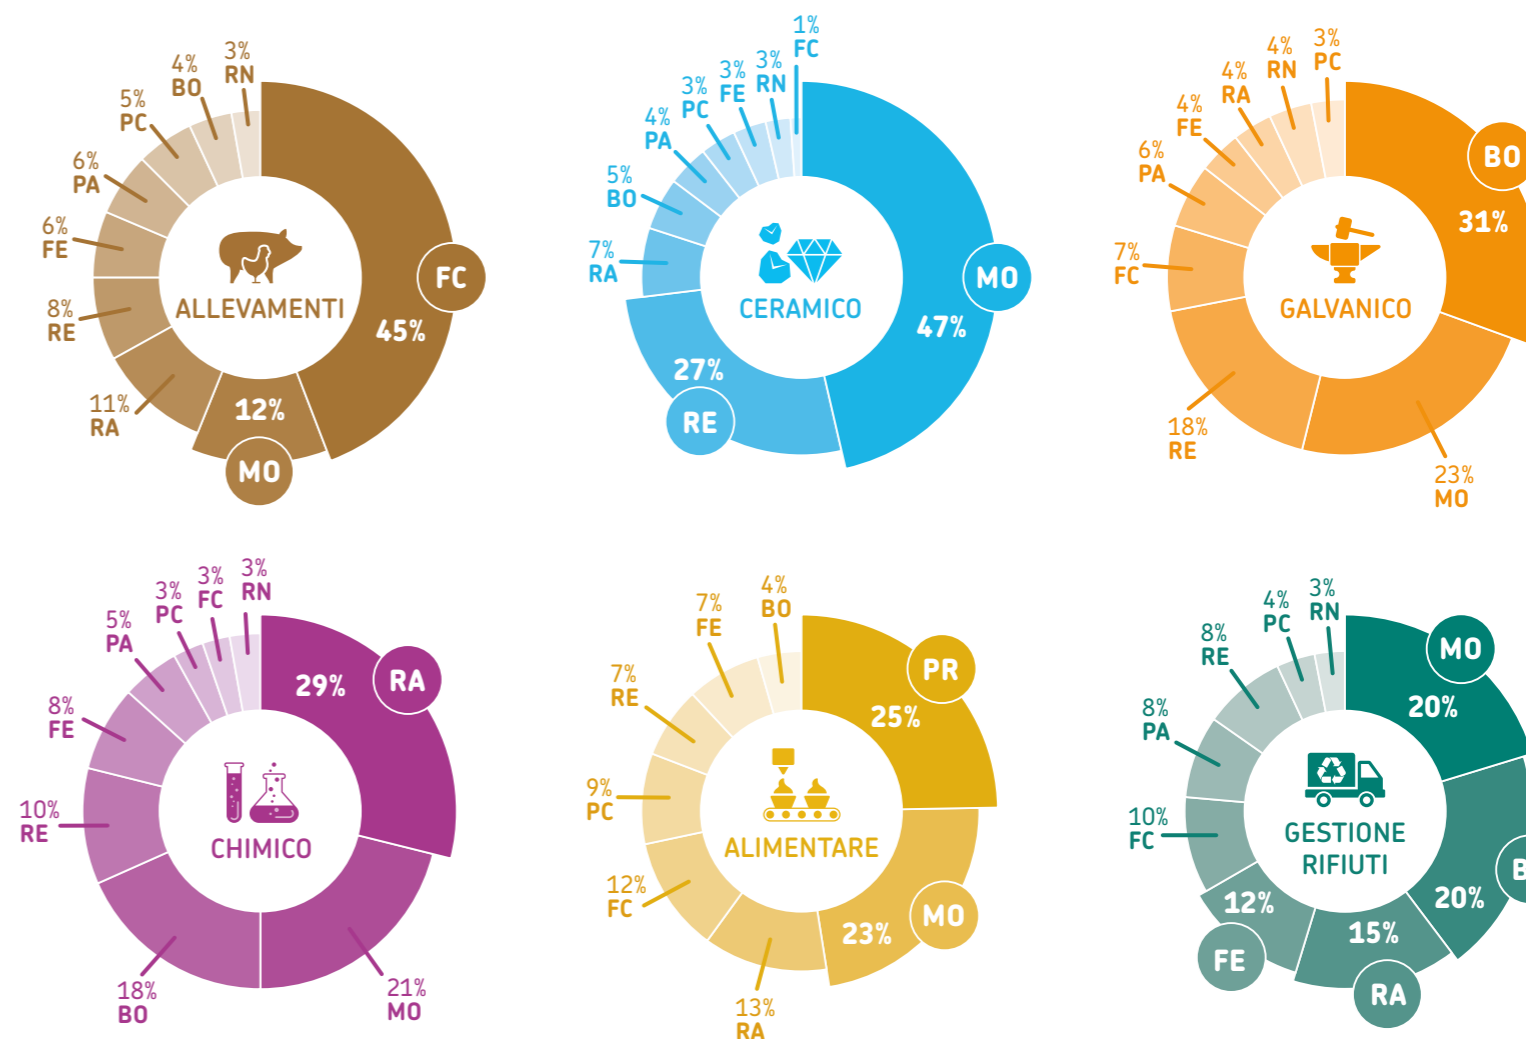 3%
RN
4%
BO
5%
PC
6%
PA
6%
FE
8%
RE
11%
RA
12%
MO
45%
FC
ALLEVAMENTI
1%
FC
3%
RN
3%
FE
3%
PC
4%
PA
5%
BO
7%
RA
27%
RE
47%
MO
CERAMICO
3%
PC
4%
RN
4%
RA
4%
FE
6%
PA
7%
FC
18%
RE
23%
MO
31%
BO
GALVANICO
3%
RN
3%
FC
3%
PC
5%
PA
8%
FE
10%
RE
18%
BO
21%
MO
29%
RA
CHIMICO
4%
BO
7%
FE
7%
RE
9%
PC
12%
FC
13%
RA
23%
MO
25%
PR
ALIMENTARE
3%
RN
4%
PC
8%
RE
8%
PA
10%
FC
12%
FE
15%
RA
20%
20%
MO
GESTIONE
RIFIUTI